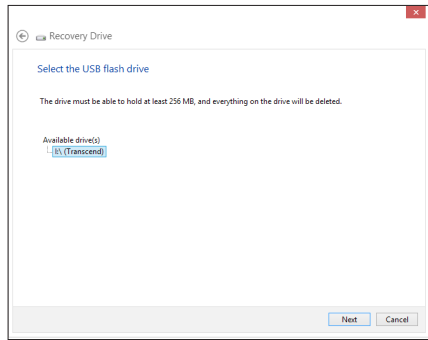 Recovery Drive
Select the USB flash drive
The drive must be able to hold at least 256 MB, and everything on the drive will be deleted.
Available drive(s)
I:\ (Transcend)
Next Cancel